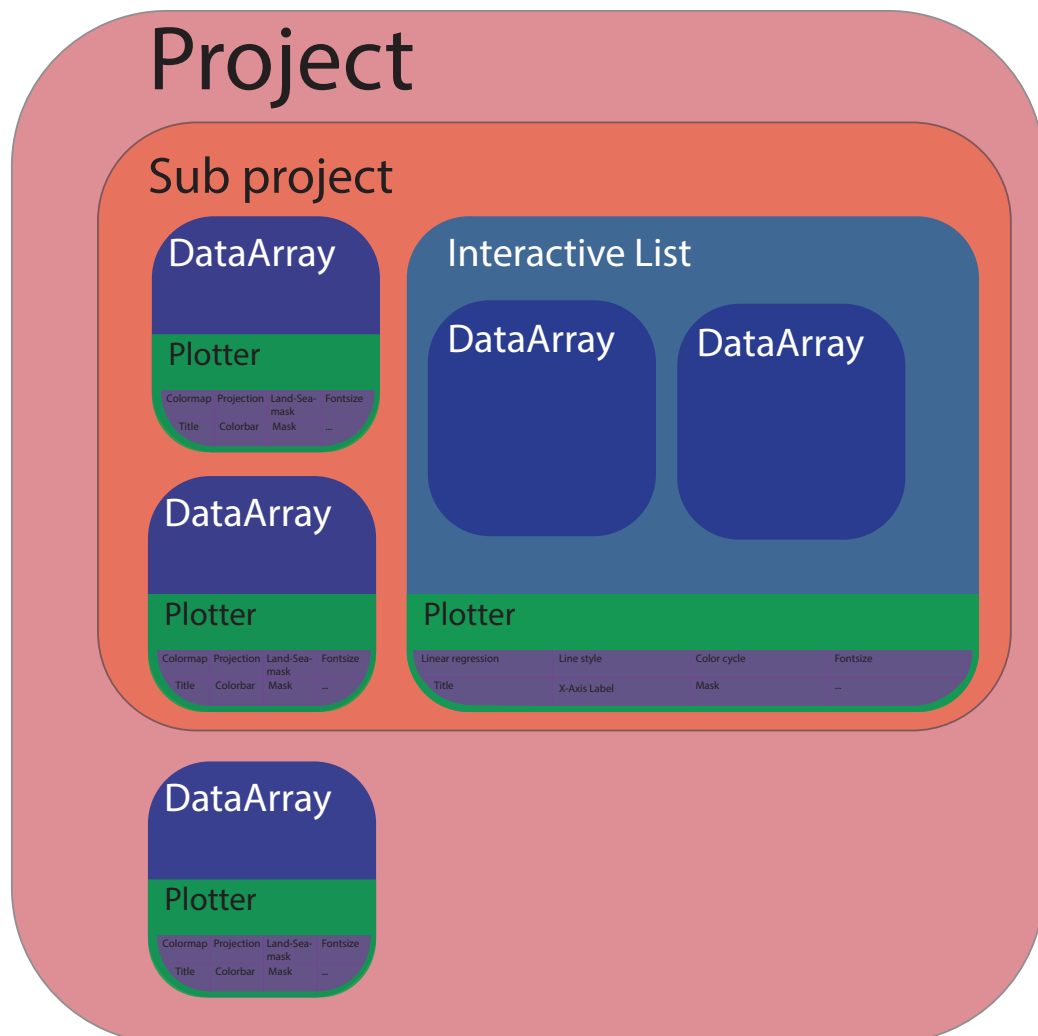 Project
Sub project
DataArray
Plotter
Colormap Projection Land-Sea- Fontsize
mask
Title Colorbar Mask ...
Interactive List
DataArray DataArray
Plotter
Linear regression Line style Color cycle Fontsize
Title X-Axis Label Mask ...
DataArray
Plotter
Colormap Projection Land-Sea- Fontsize
mask
Title Colorbar Mask ...
DataArray
Plotter
Colormap Projection Land-Sea- Fontsize
mask
Title Colorbar Mask ...